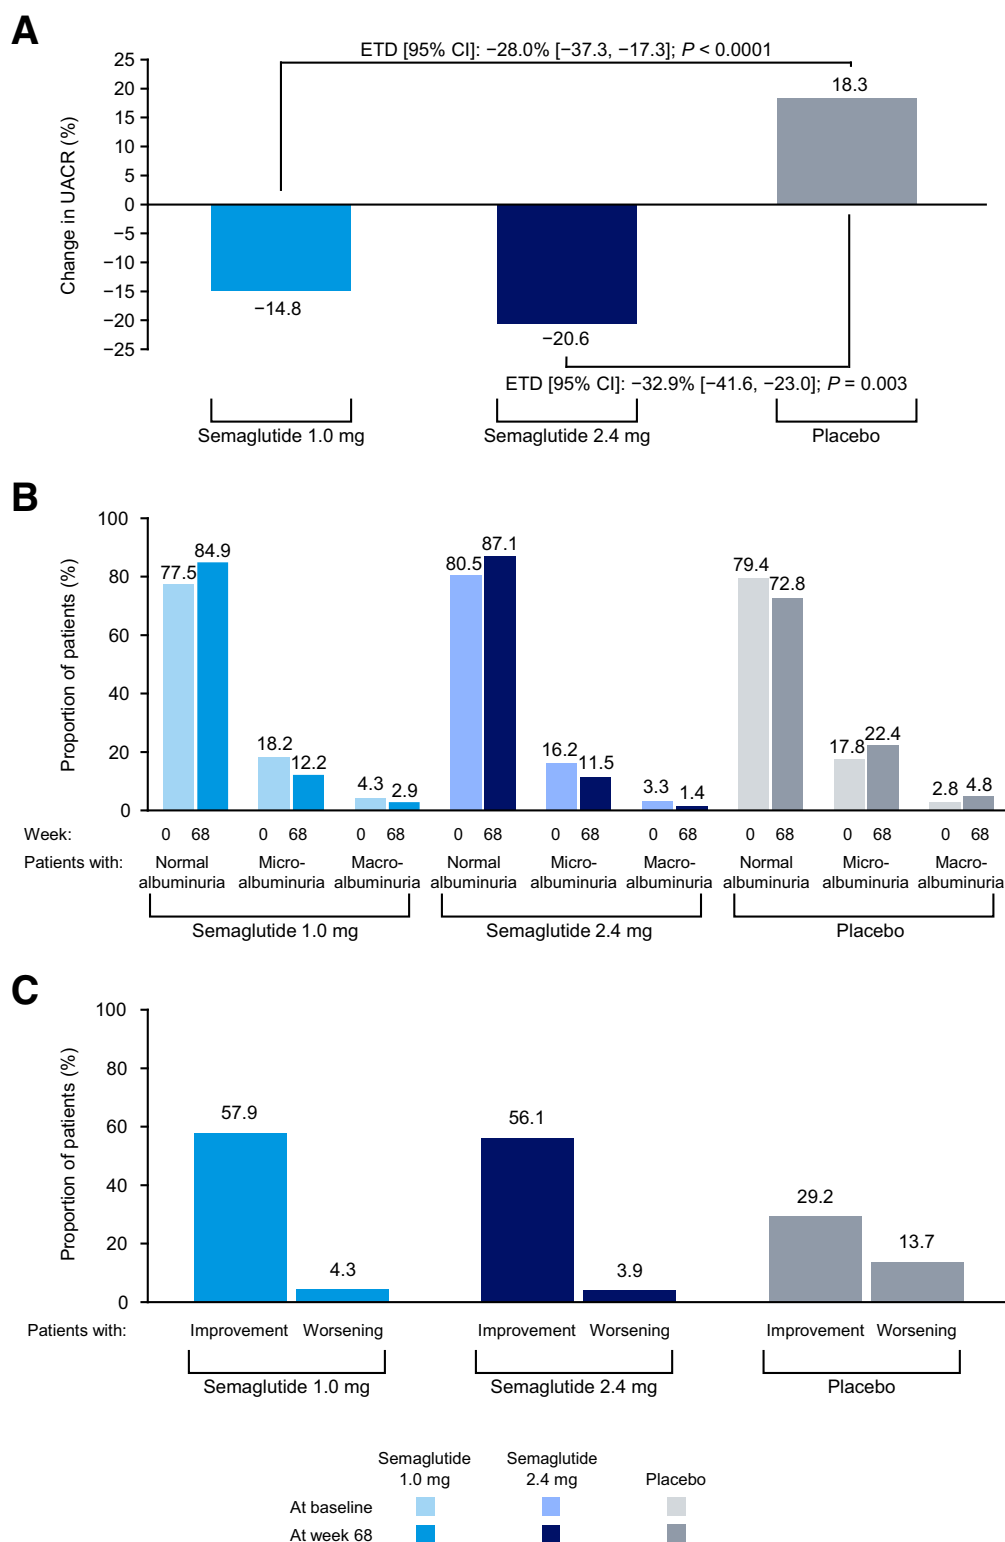 A
ETD [95% CI]: −28.0% [−37.3, −17.3]; P < 0.0001
Change in UACR (%)
25
20
15
10
5
0
−5
−10
−15
−20
−25
18.3
−14.8
−20.6
ETD [95% CI]: −32.9% [−41.6, −23.0]; P = 0.003
Semaglutide 1.0 mg Semaglutide 2.4 mg Placebo
B
Proportion of patients (%)
100
80
60
40
20
0
77.5 84.9 18.2 12.2 4.3 2.9 80.5 87.1 16.2 11.5 3.3 1.4 79.4 72.8 17.8 22.4 2.8 4.8
Week: 0 68 0 68 0 68 0 68 0 68 0 68 0 68 0 68 0 68
Patients with: Normal Micro- Macro- Normal Micro- Macro- Normal Micro- Macro-
albuminuria albuminuria albuminuria albuminuria albuminuria albuminuria albuminuria albuminuria albuminuria
Semaglutide 1.0 mg Semaglutide 2.4 mg Placebo
C
Proportion of patients (%)
100
80
60
40
20
0
57.9 4.3 56.1 3.9 29.2 13.7
Patients with: Improvement Worsening Improvement Worsening Improvement Worsening
Semaglutide 1.0 mg Semaglutide 2.4 mg Placebo
Semaglutide Semaglutide
1.0 mg 2.4 mg Placebo
At baseline
At week 68